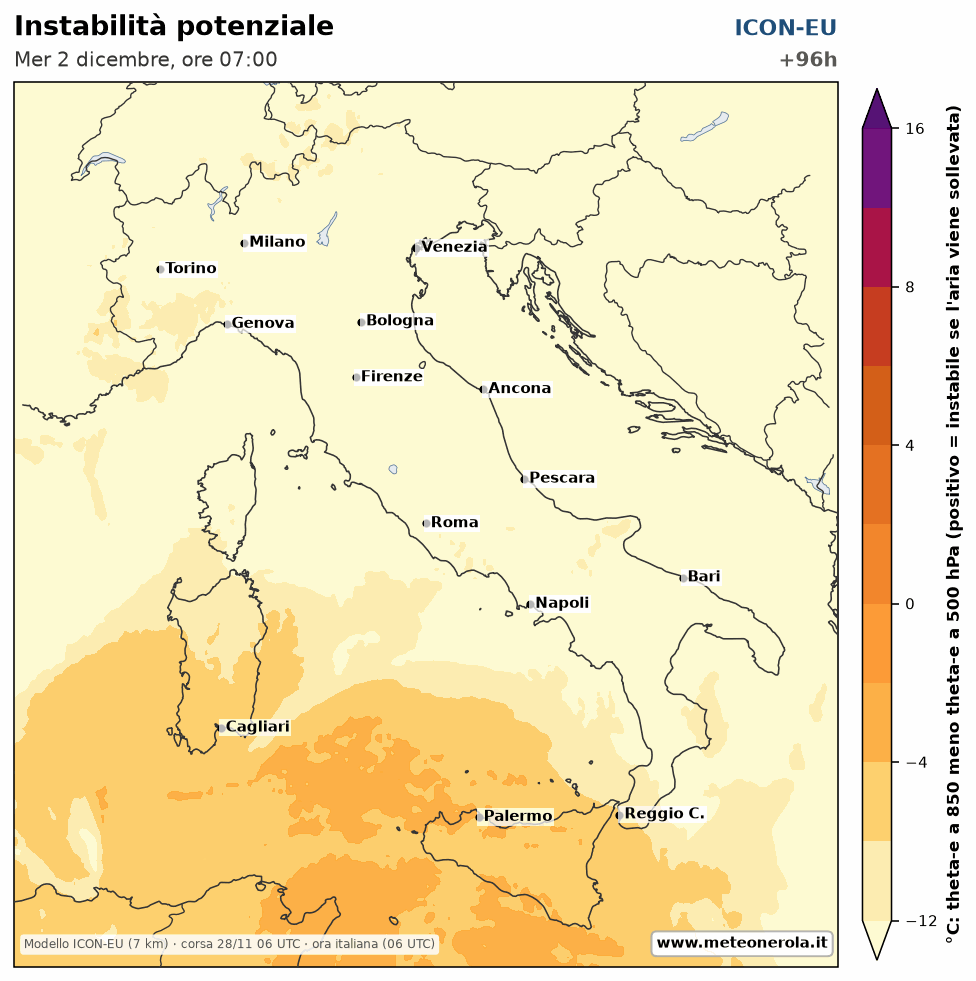 Instabilità potenziale
ICON-EU
Mer 2 dicembre, ore 07:00
+96h
Milano
Venezia
Torino
Genova
Bologna
Firenze
Ancona
Pescara
Roma
Bari
Napoli
Cagliari
Palermo
Reggio C.
16
8
4
0
−4
−12
°C: theta-e a 850 meno theta-e a 500 hPa (positivo = instabile se l'aria viene sollevata)
Modello ICON-EU (7 km) · corsa 28/11 06 UTC · ora italiana (06 UTC)
www.meteonerola.it